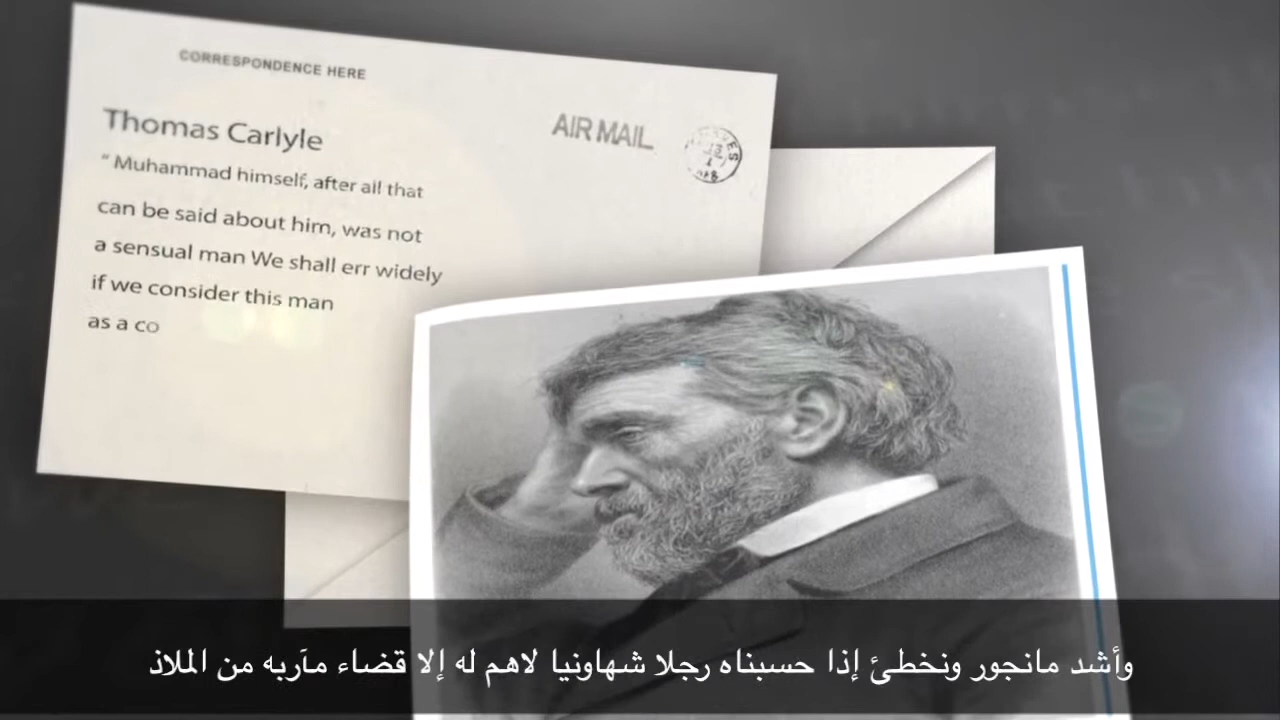 CORRESPONDENCE HERE
AIR MAIL
Thomas Carlyle
“ Muhammad himself, after all that
can be said about him, was not
a sensual man We shall err widely
if we consider this man
as a co
وأشد مانجور ونخطئ إذا حسبناه رجلا شهاونيا لاهم له إلا قضاء مآربه من الملاذ